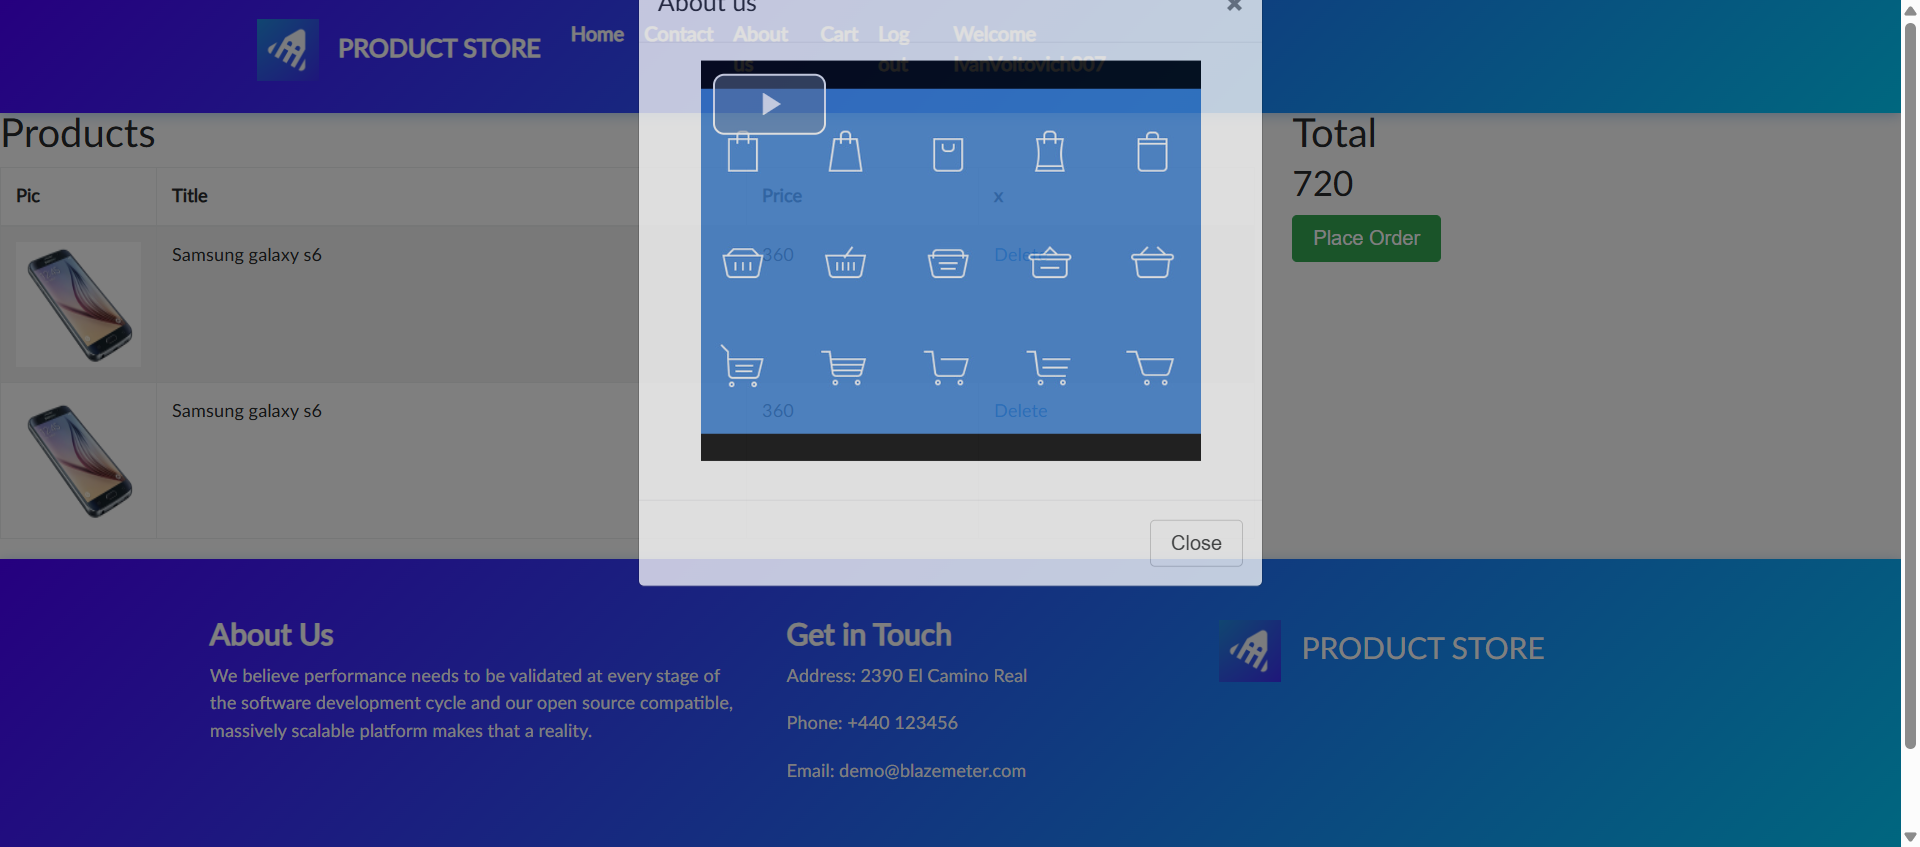 About us
×
PRODUCT STORE
Home
Contact
About us
Cart
Log out
Welcome IvanVoitovich007
Products
Pic
Title
Price
x
Samsung galaxy s6
360
Delete
Samsung galaxy s6
360
Delete
Total
720
Place Order
Close
About Us
We believe performance needs to be validated at every stage of
the software development cycle and our open source compatible,
massively scalable platform makes that a reality.
Get in Touch
Address: 2390 El Camino Real
Phone: +440 123456
Email: demo@blazemeter.com
PRODUCT STORE